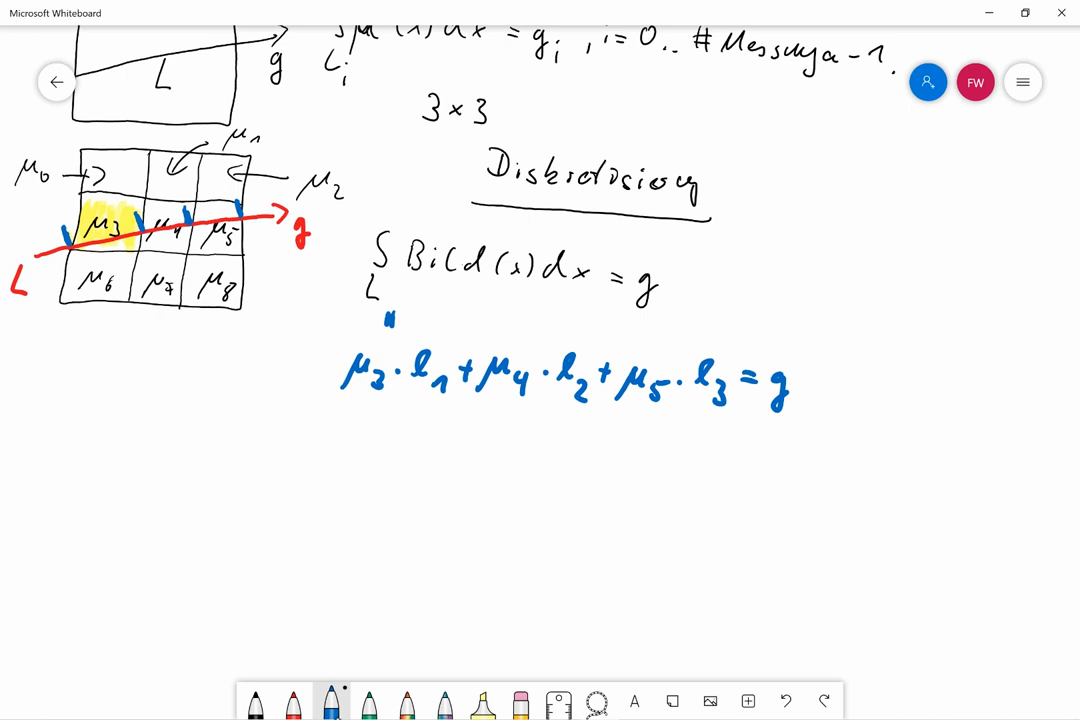 Microsoft Whiteboard
∫ μ(x)dx = g_i , i = 0.. # Messungen - 1.
L_i
g
L
FW
3 × 3
μ_0
μ_1
μ_2
Diskretisierung
μ_3 μ_4 μ_5
g
L
μ_6 μ_7 μ_8
∫ Bild(x)dx = g
L
μ_3 · l_1 + μ_4 · l_2 + μ_5 · l_3 = g
A